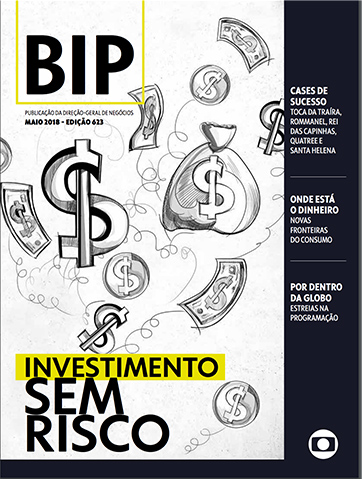 BIP
PUBLICAÇÃO DA DIREÇÃO-GERAL DE NEGÓCIOS
MAIO 2018 - EDIÇÃO 623
CASES DE
SUCESSO
TOCA DA TRAÍRA,
ROMMANEL, REI
DAS CAPINHAS,
QUATREE E
SANTA HELENA
ONDE ESTÁ
O DINHEIRO
NOVAS
FRONTEIRAS
DO CONSUMO
POR DENTRO
DA GLOBO
ESTREIAS NA
PROGRAMAÇÃO
INVESTIMENTO
SEM
RISCO